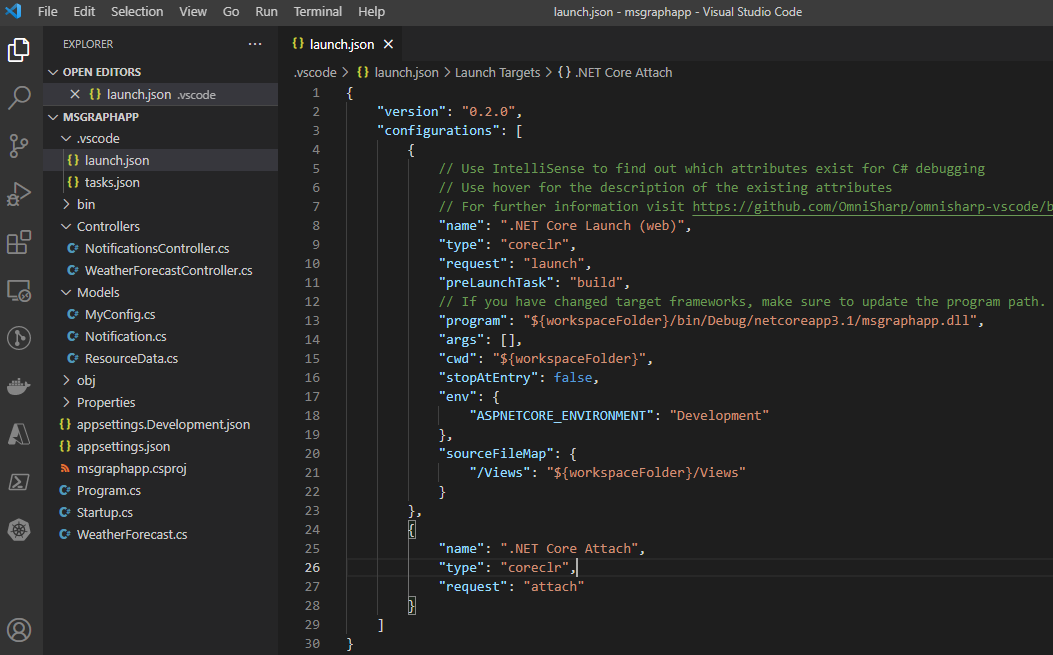 File Edit Selection View Go Run Terminal Help launch.json - msgraphapp - Visual Studio Code
EXPLORER ...
OPEN EDITORS
launch.json .vscode
MSGRAPHAPP
.vscode
launch.json
tasks.json
bin
Controllers
NotificationsController.cs
WeatherForecastController.cs
Models
MyConfig.cs
Notification.cs
ResourceData.cs
obj
Properties
appsettings.Development.json
appsettings.json
msgraphapp.csproj
Program.cs
Startup.cs
WeatherForecast.cs
launch.json
.vscode > {} launch.json > Launch Targets > {} .NET Core Attach
1 {
2 "version": "0.2.0",
3 "configurations": [
4 {
5 // Use IntelliSense to find out which attributes exist for C# debugging
6 // Use hover for the description of the existing attributes
7 // For further information visit https://github.com/OmniSharp/omnisharp-vscode/b
8 "name": ".NET Core Launch (web)",
9 "type": "coreclr",
10 "request": "launch",
11 "preLaunchTask": "build",
12 // If you have changed target frameworks, make sure to update the program path.
13 "program": "${workspaceFolder}/bin/Debug/netcoreapp3.1/msgraphapp.dll",
14 "args": [],
15 "cwd": "${workspaceFolder}",
16 "stopAtEntry": false,
17 "env": {
18 "ASPNETCORE_ENVIRONMENT": "Development"
19 },
20 "sourceFileMap": {
21 "/Views": "${workspaceFolder}/Views"
22 }
23 },
24 {
25 "name": ".NET Core Attach",
26 "type": "coreclr",
27 "request": "attach"
28 }
29 ]
30 }